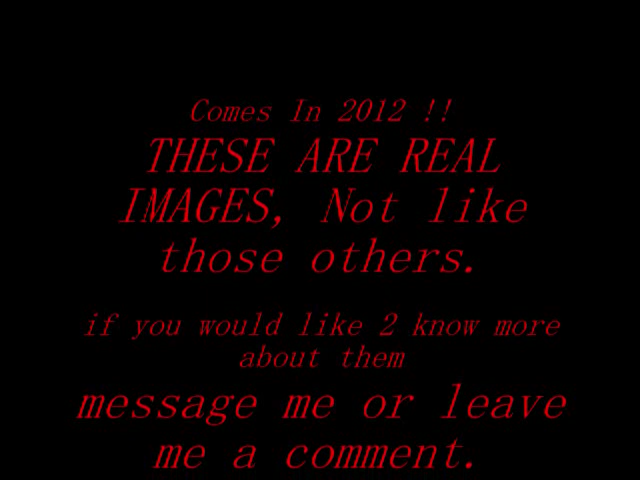 Comes In 2012 !!
THESE ARE REAL
IMAGES, Not like
those others.
if you would like 2 know more
about them
message me or leave
me a comment.